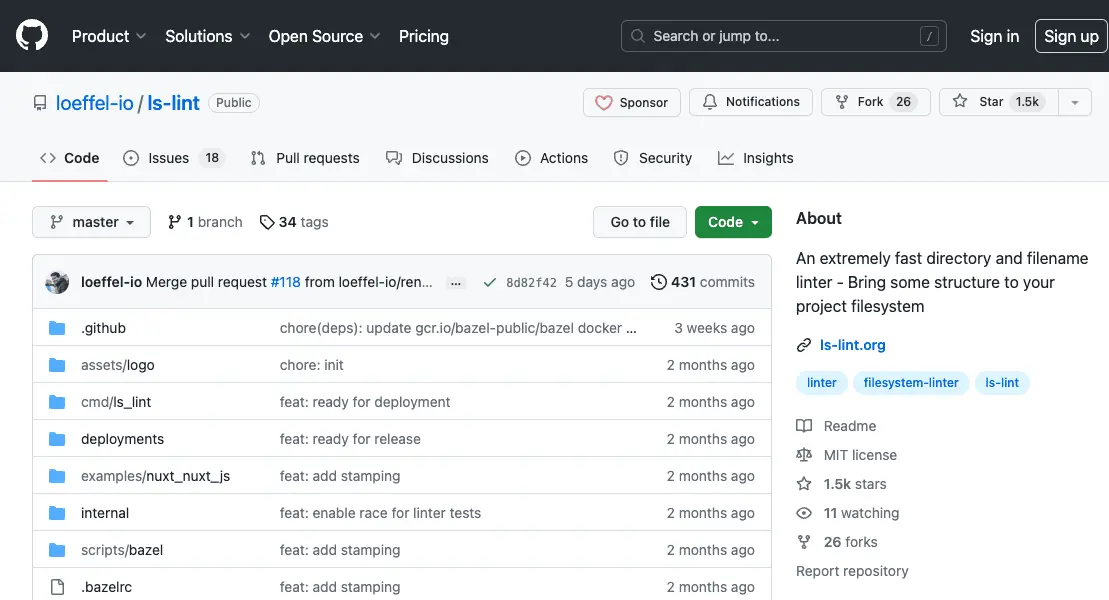 Product Solutions Open Source Pricing Search or jump to... / Sign in Sign up
loeffel-io / ls-lint Public Sponsor Notifications Fork 26 Star 1.5k
Code Issues 18 Pull requests Discussions Actions Security Insights
master 1 branch 34 tags Go to file Code
loeffel-io Merge pull request #118 from loeffel-io/ren... ... 8d82f42 5 days ago 431 commits
.github chore(deps): update gcr.io/bazel-public/bazel docker ... 3 weeks ago
assets/logo chore: init 2 months ago
cmd/ls_lint feat: ready for deployment 2 months ago
deployments feat: ready for release 2 months ago
examples/nuxt_nuxt_js feat: add stamping 2 months ago
internal feat: enable race for linter tests 2 months ago
scripts/bazel feat: add stamping 2 months ago
.bazelrc feat: add stamping 2 months ago
About
An extremely fast directory and filename
linter - Bring some structure to your
project filesystem
ls-lint.org
linter filesystem-linter ls-lint
Readme
MIT license
1.5k stars
11 watching
26 forks
Report repository